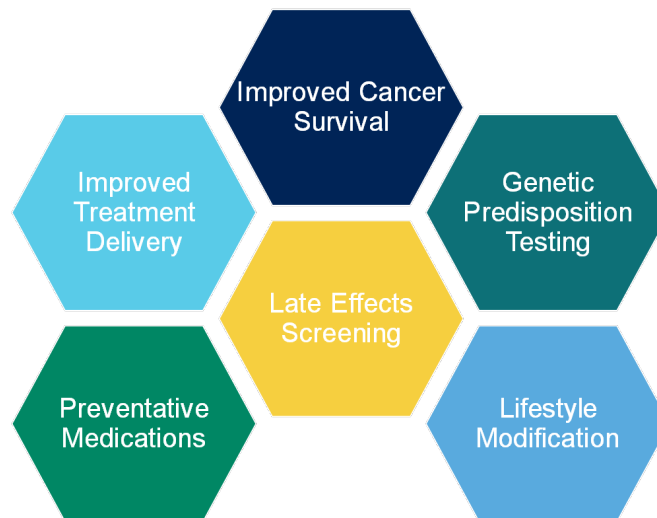 Improved Cancer
Survival
Improved
Treatment
Delivery
Genetic
Predisposition
Testing
Late Effects
Screening
Preventative
Medications
Lifestyle
Modification